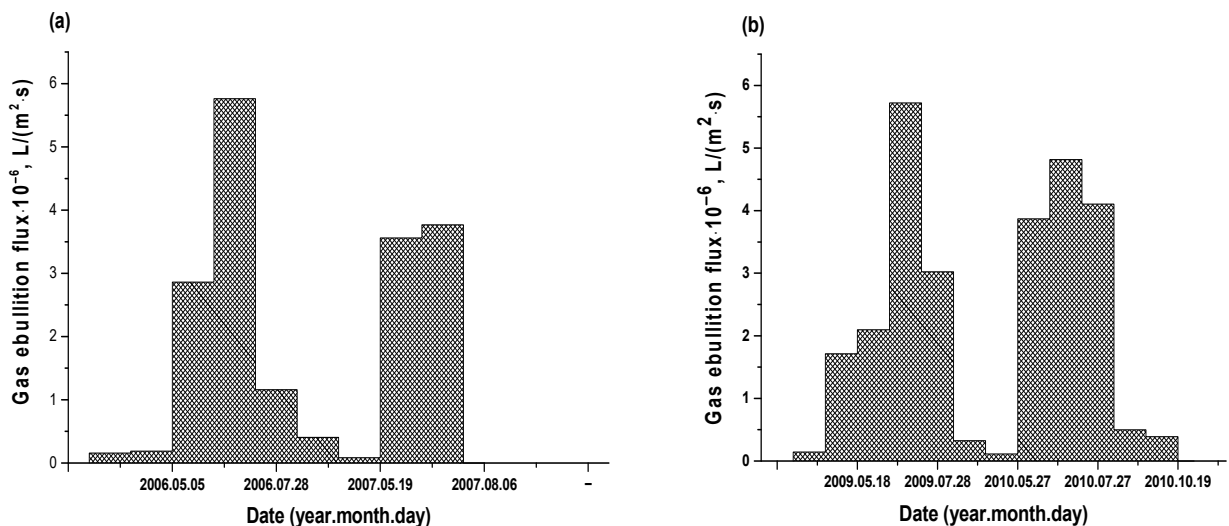 (a)
Gas ebullition flux·10⁻⁶, L/(m²·s)
6
5
4
3
2
1
0
2006.05.05 2006.07.28 2007.05.19 2007.08.06 –
Date (year.month.day)
(b)
Gas ebullition flux·10⁻⁶, L/(m²·s)
6
5
4
3
2
1
0
2009.05.18 2009.07.28 2010.05.27 2010.07.27 2010.10.19
Date (year.month.day)